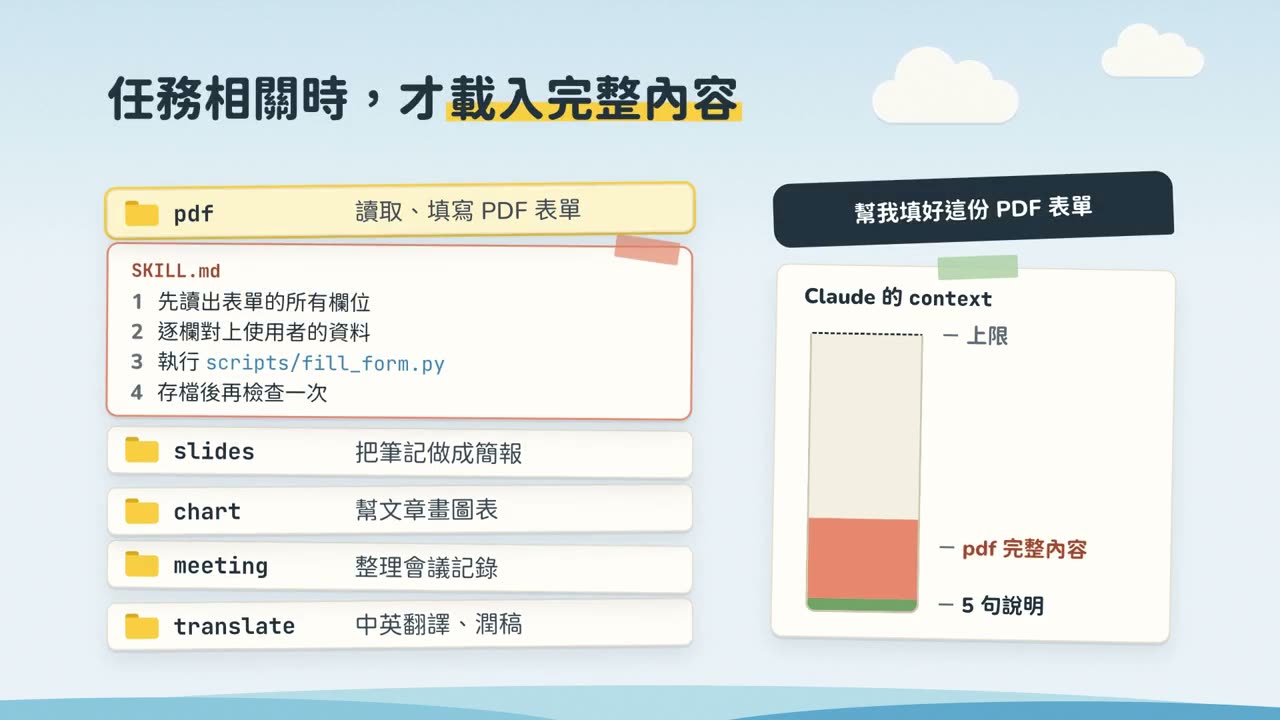 任務相關時，才載入完整內容
pdf 讀取、填寫 PDF 表單
SKILL.md
1 先讀出表單的所有欄位
2 逐欄對上使用者的資料
3 執行 scripts/fill_form.py
4 存檔後再檢查一次
slides 把筆記做成簡報
chart 幫文章畫圖表
meeting 整理會議記錄
translate 中英翻譯、潤稿
幫我填好這份 PDF 表單
Claude 的 context
上限
pdf 完整內容
5 句說明